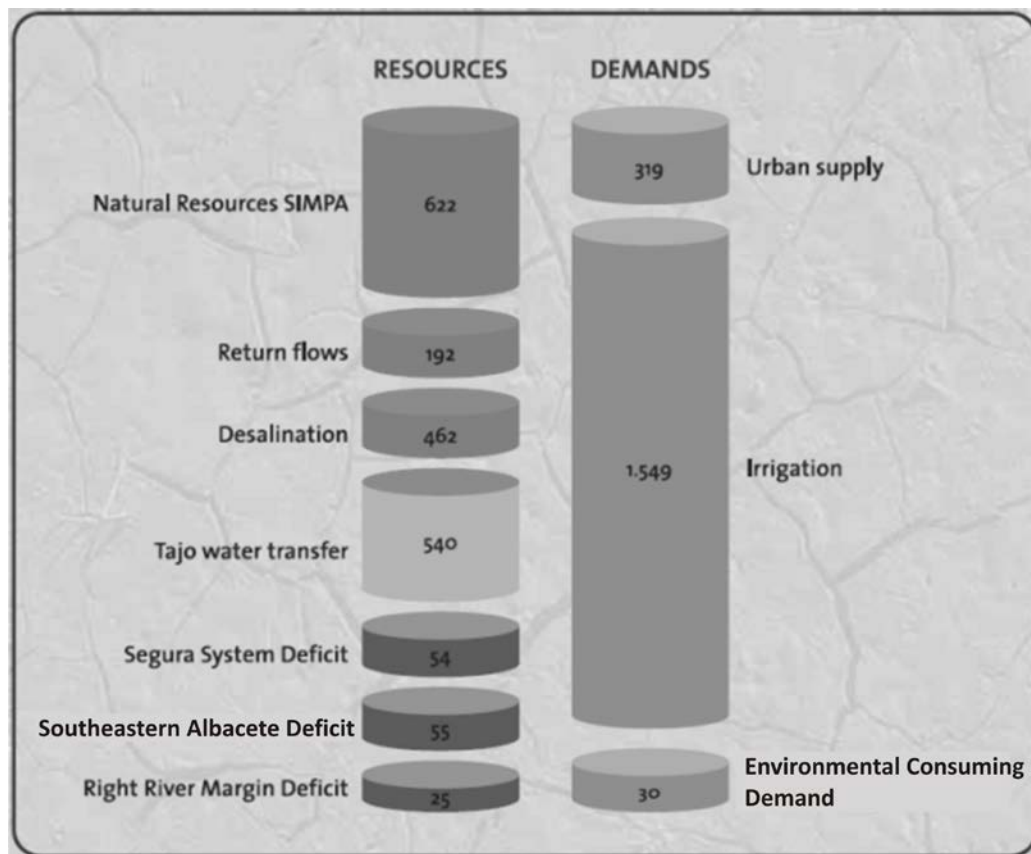 RESOURCES
DEMANDS
Natural Resources SIMPA
622
Return flows
192
Desalination
462
Tajo water transfer
540
Segura System Deficit
54
Southeastern Albacete Deficit
55
Right River Margin Deficit
25
319
Urban supply
1.549
Irrigation
30
Environmental Consuming
Demand